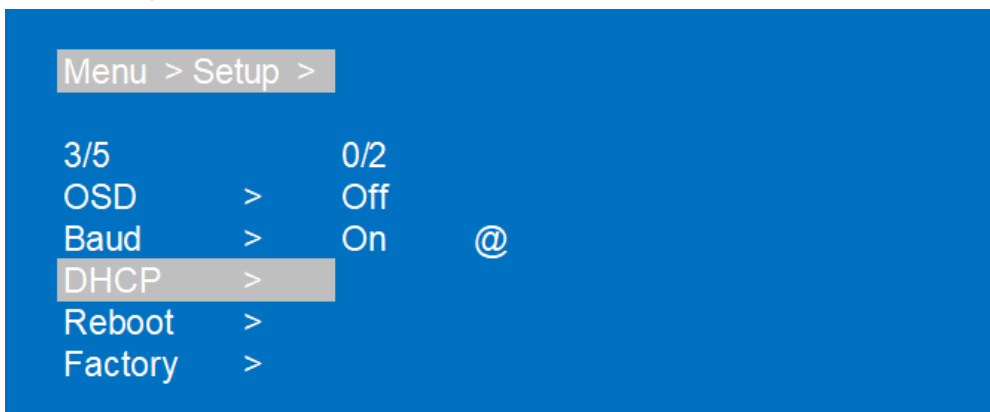 Menu > Setup >
3/5 0/2
OSD > Off
Baud > On @
DHCP >
Reboot >
Factory >